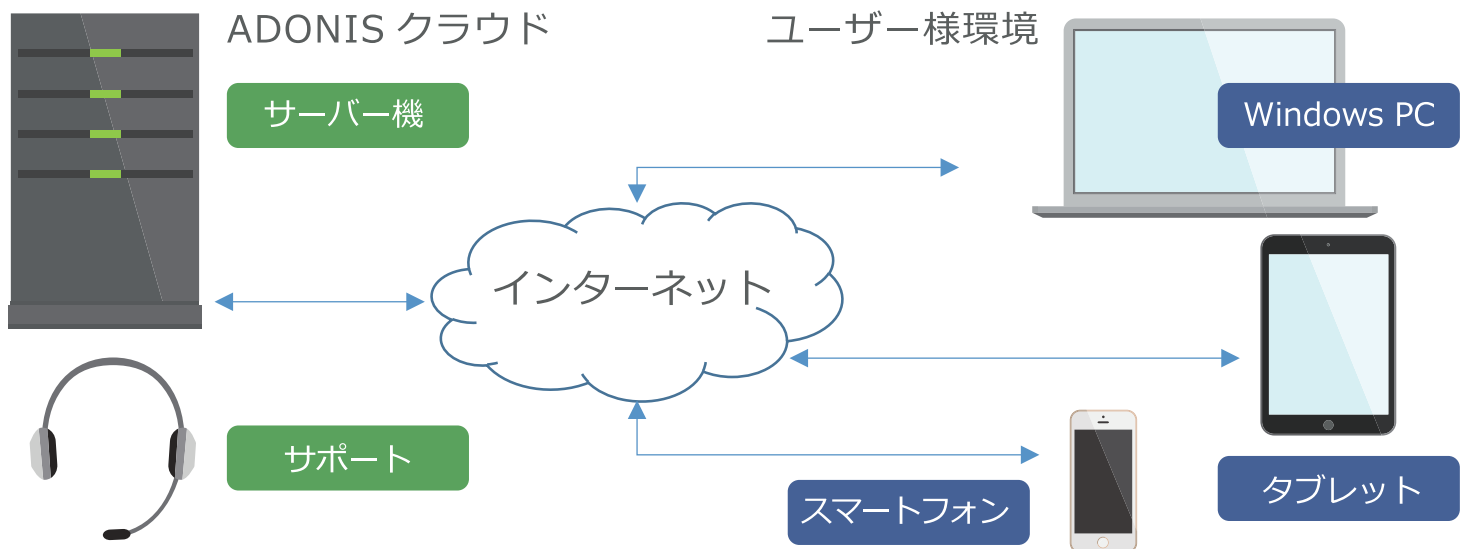 ADONIS クラウド
ユーザー様環境
サーバー機
Windows PC
インターネット
サポート
スマートフォン
タブレット